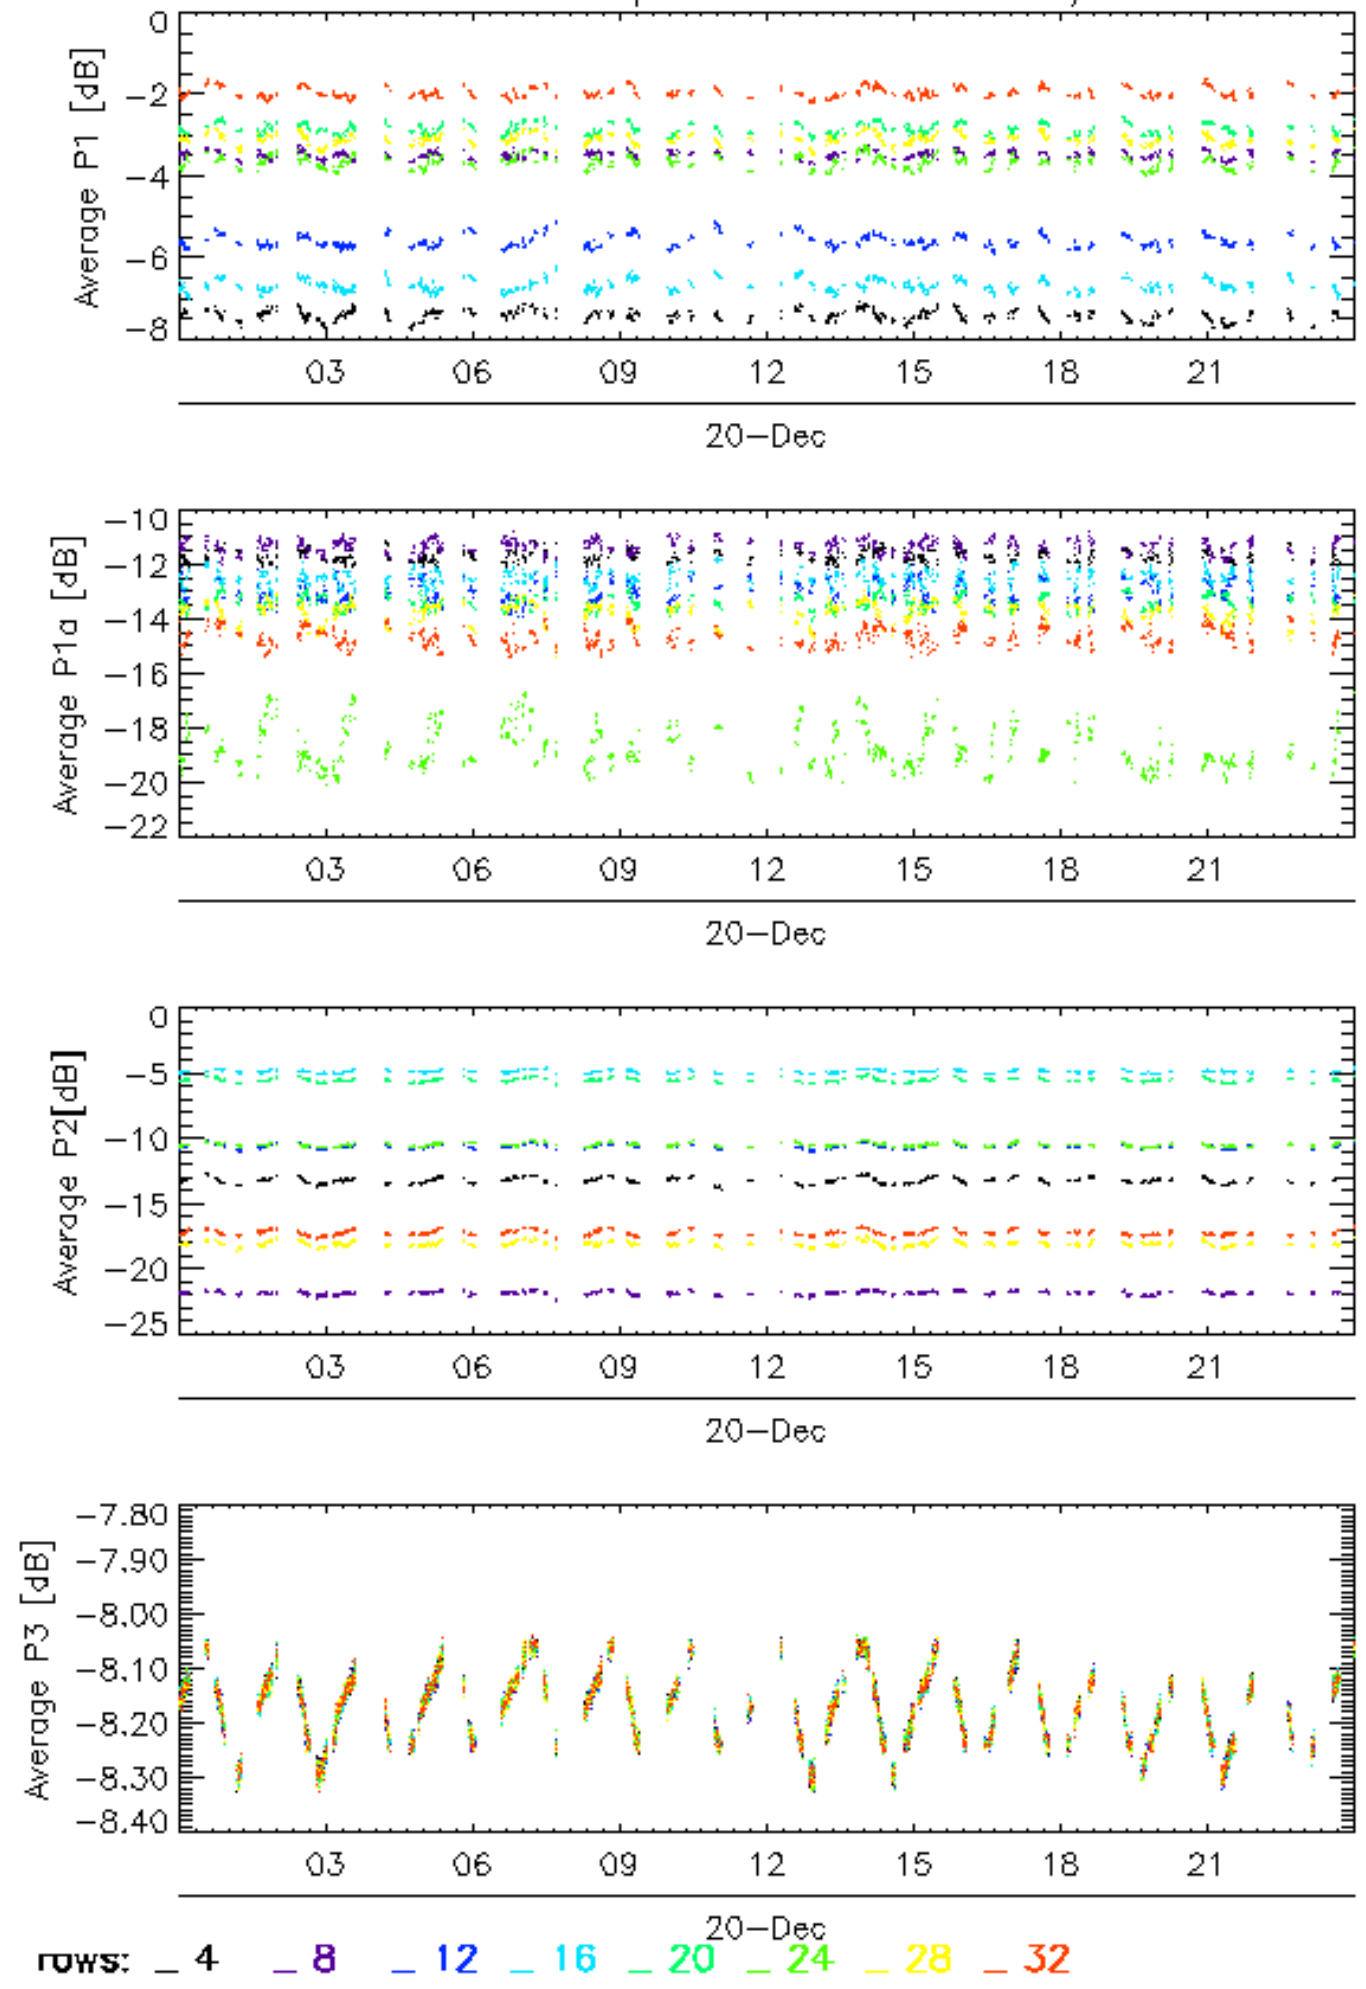 Average P1 [dB]
0
-2
-4
-6
-8
03 06 09 12 15 18 21
20-Dec
Average P1a [dB]
-10
-12
-14
-16
-18
-20
-22
03 06 09 12 15 18 21
20-Dec
Average P2[dB]
0
-5
-10
-15
-20
-25
03 06 09 12 15 18 21
20-Dec
Average P3 [dB]
-7.80
-7.90
-8.00
-8.10
-8.20
-8.30
-8.40
03 06 09 12 15 18 21
20-Dec
rows: _ 4 _ 8 _ 12 _ 16 _ 20 _ 24 _ 28 _ 32